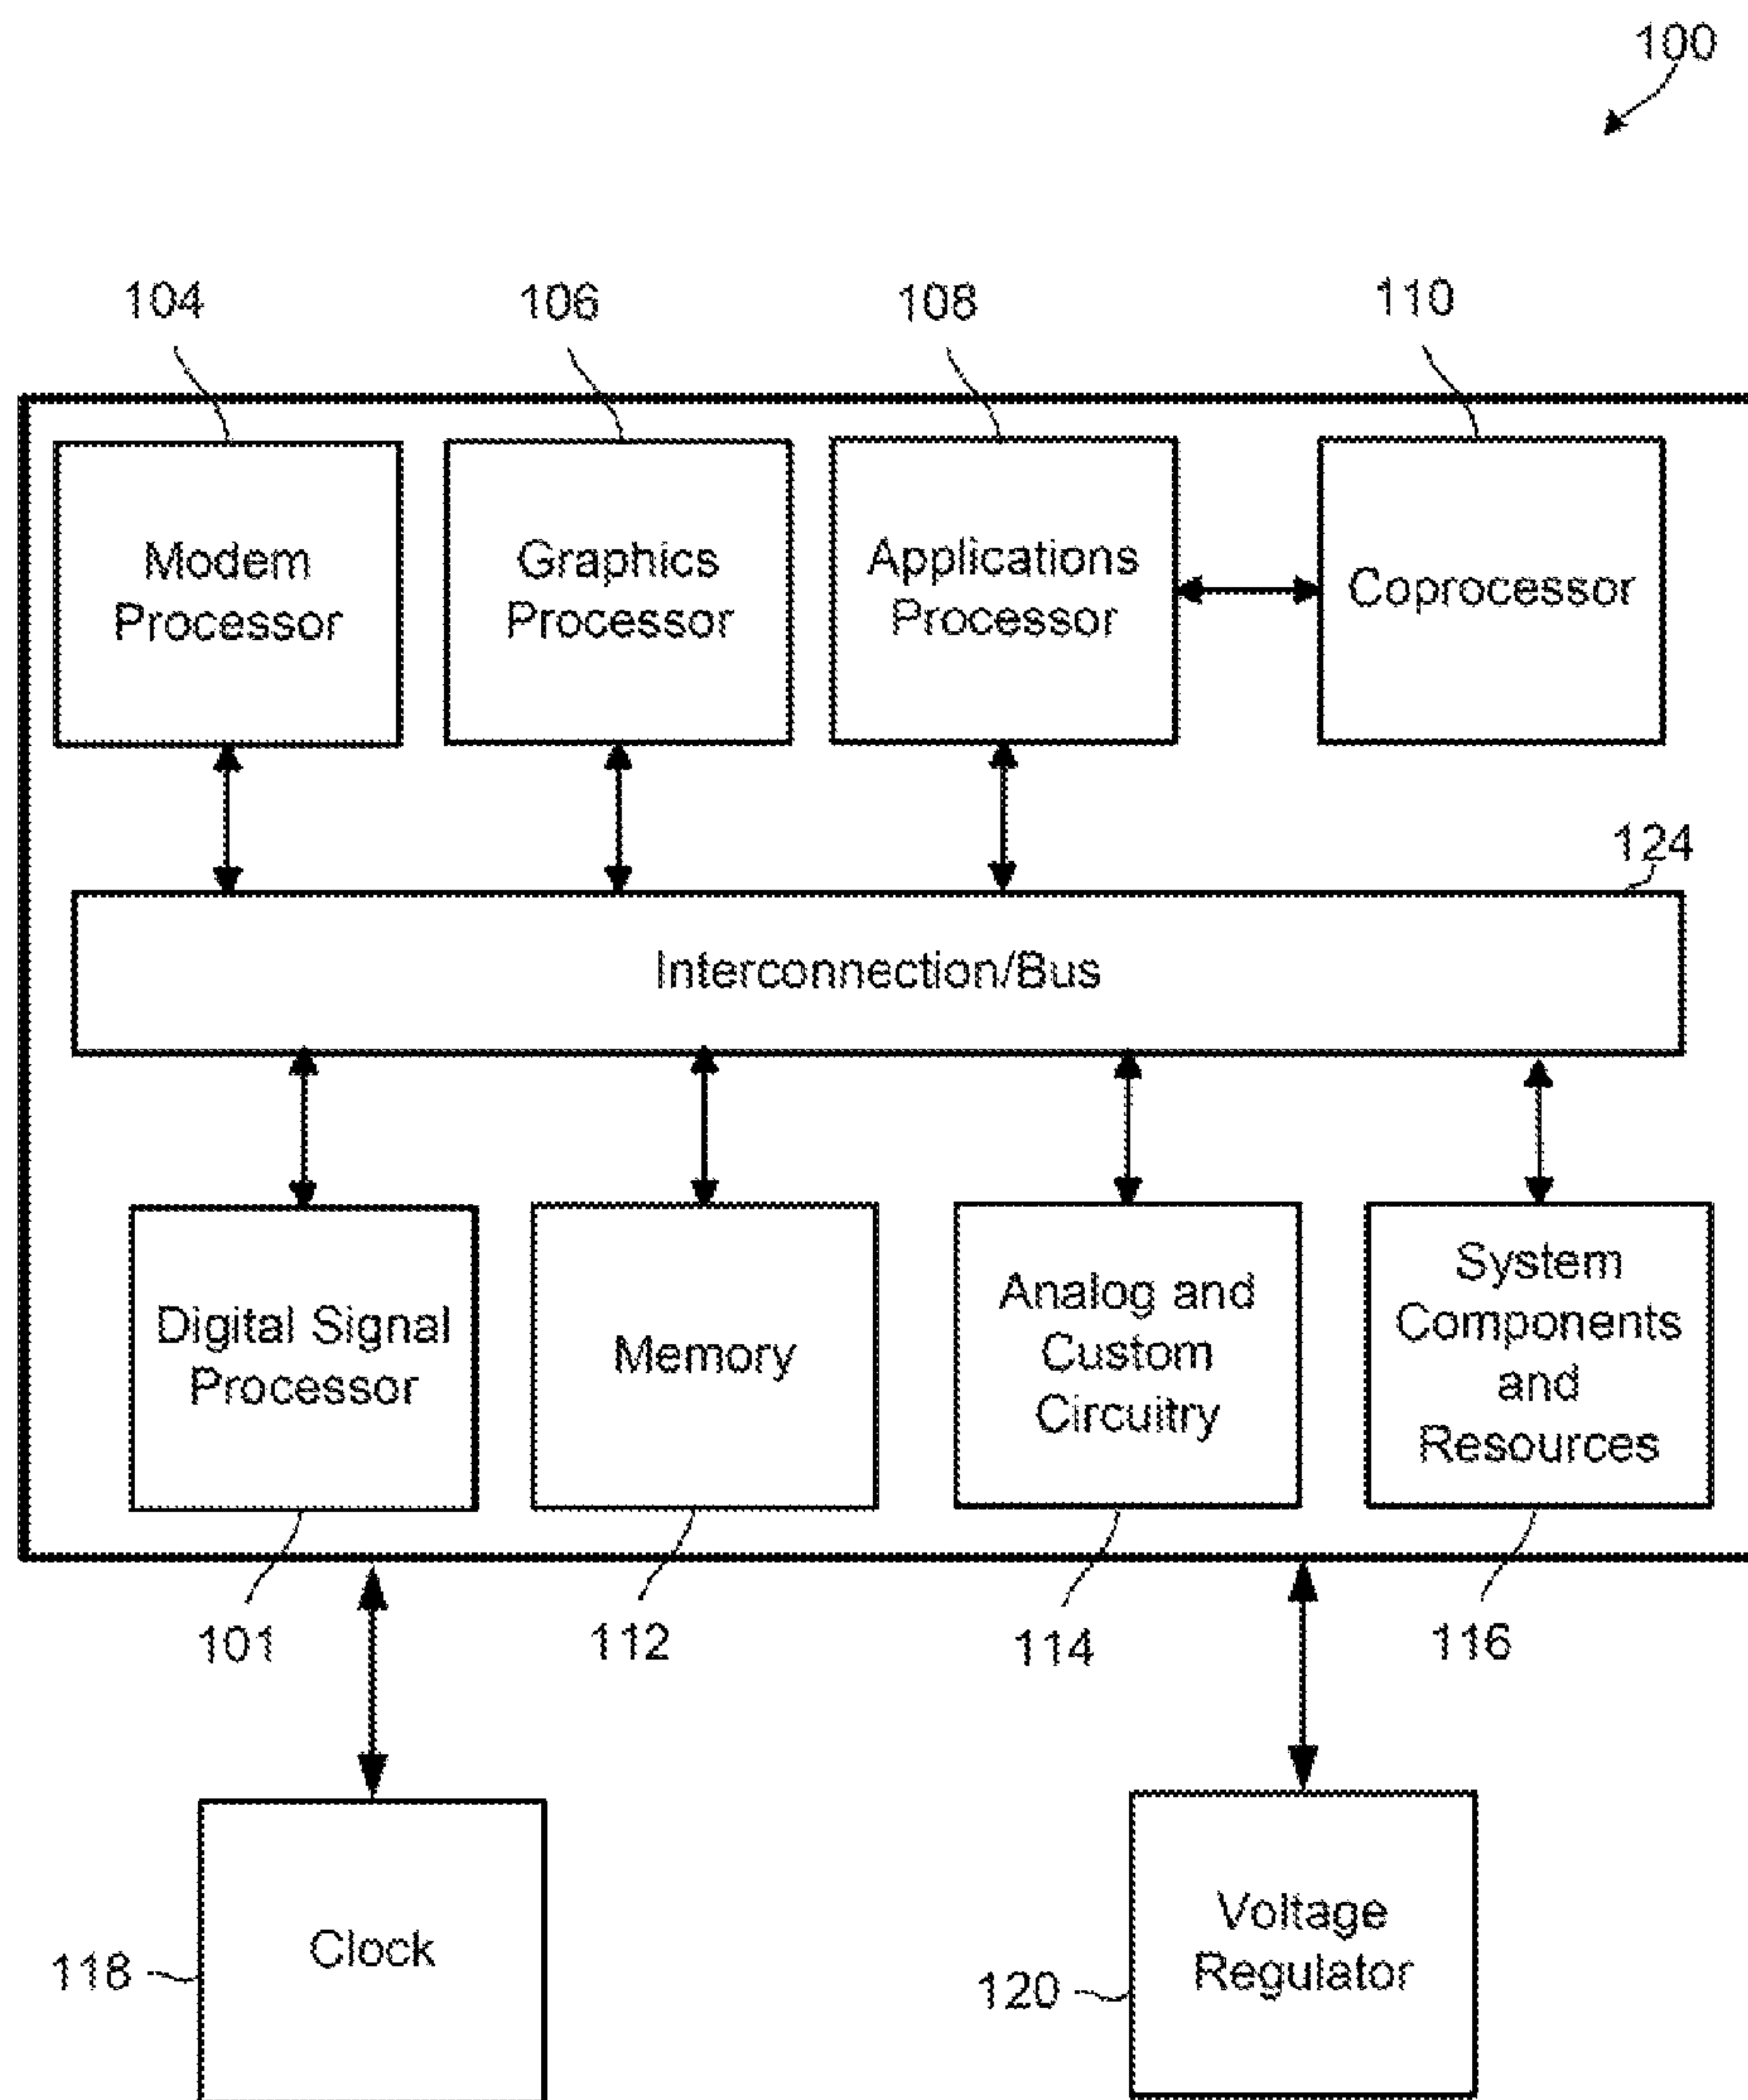 100
104
106
108
110
Modem
Processor
Graphics
Processor
Applications
Processor
Coprocessor
124
Interconnection/Bus
Digital Signal
Processor
Memory
Analog and
Custom
Circuitry
System
Components
and
Resources
101
112
114
116
Clock
118
Voltage
Regulator
120